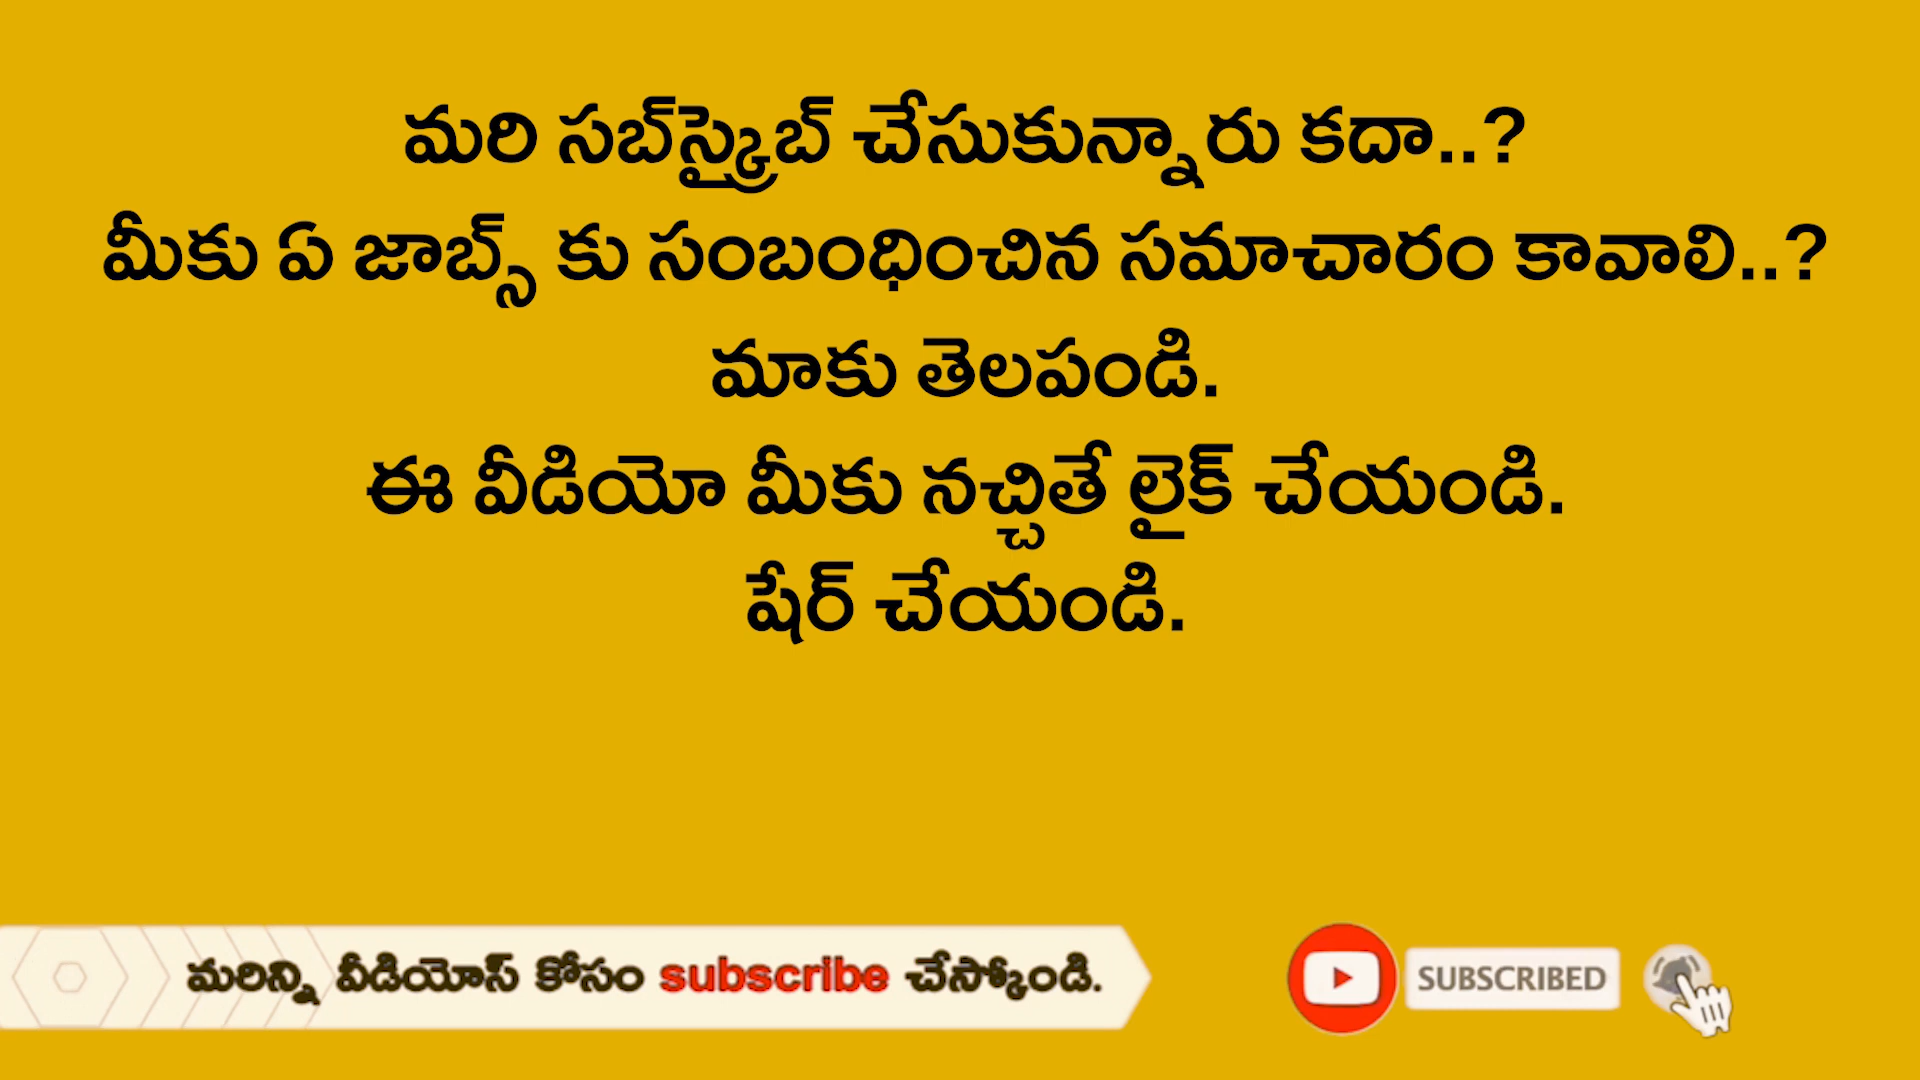 మరి సబ్‌స్క్రైబ్ చేసుకున్నారు కదా..?
మీకు ఏ జాబ్స్ కు సంబంధించిన సమాచారం కావాలి..?
మాకు తెలపండి.
ఈ వీడియో మీకు నచ్చితే లైక్ చేయండి.
షేర్ చేయండి.
మరిన్ని వీడియోస్ కోసం subscribe చేస్కోండి.
SUBSCRIBED